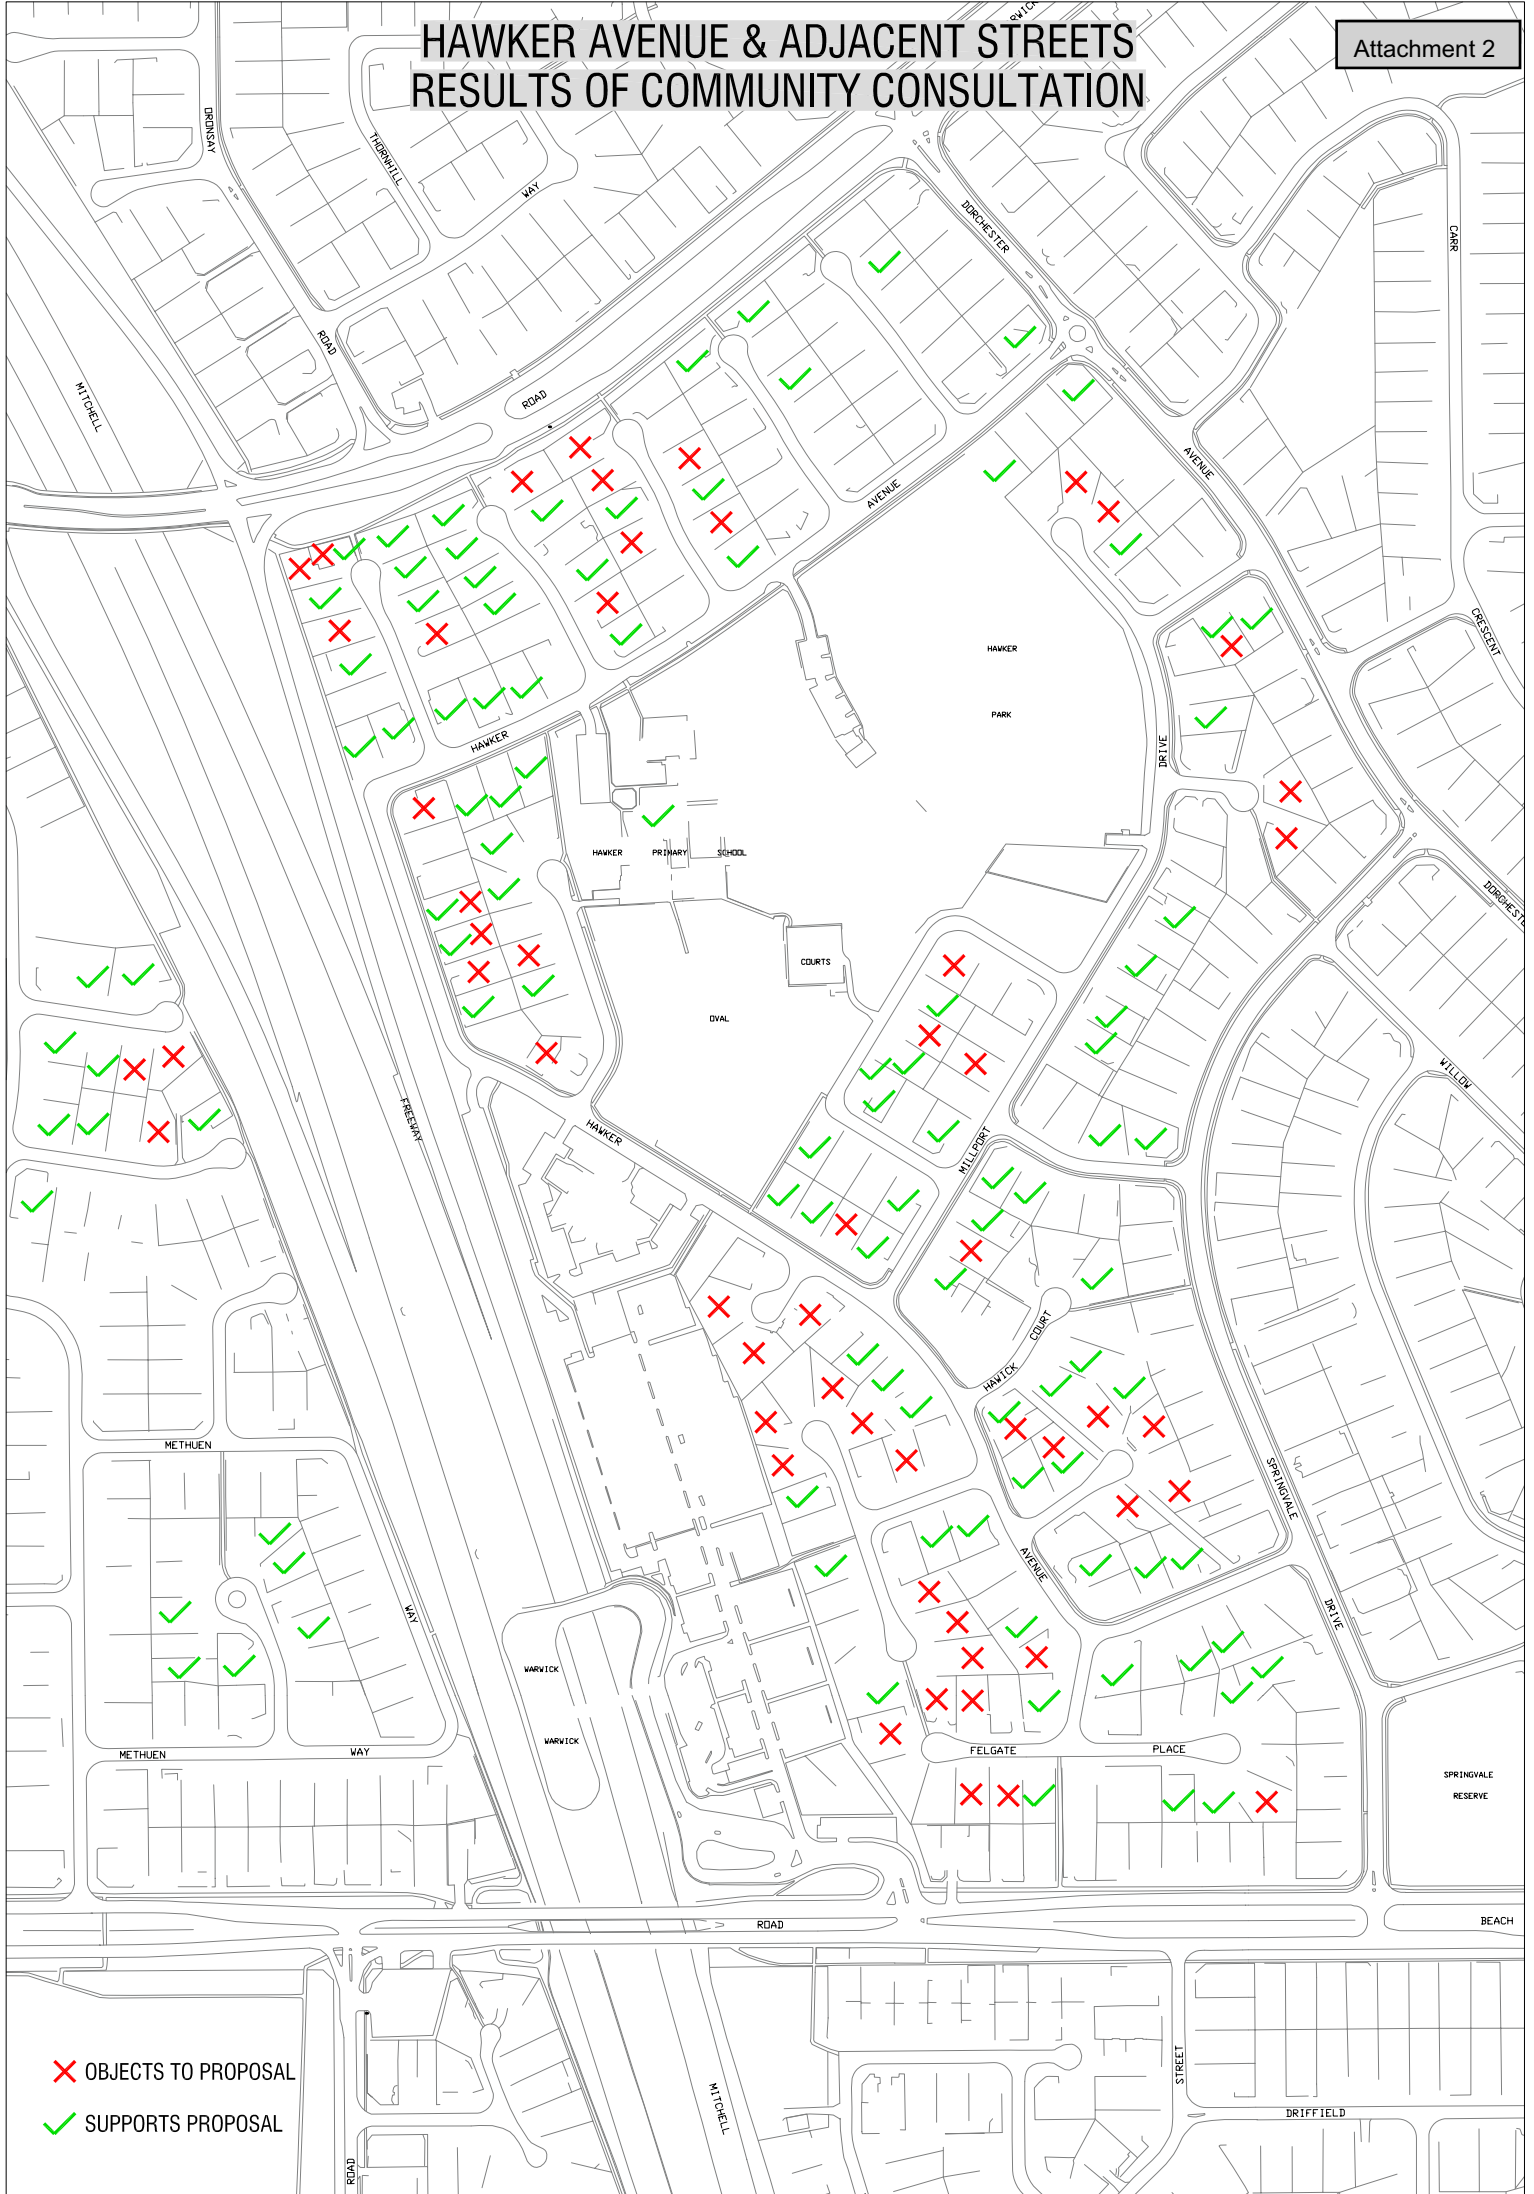 HAWKER AVENUE & ADJACENT STREETS
RESULTS OF COMMUNITY CONSULTATION
Attachment 2
ORONSAY
THORNHILL
WAY
DORCHESTER
CARR
ROAD
MITCHELL
ROAD
AVENUE
AVENUE
CRESCENT
HAWKER
PARK
DRIVE
HAWKER
HAWKER PRIMARY SCHOOL
COURTS
OVAL
WILLOW
FREEWAY
HAWKER
MILLPORT
COURT
HAWICK
METHUEN
SPRINGVALE
AVENUE
WAY
DRIVE
WARWICK
WARWICK
METHUEN WAY
FELGATE PLACE
SPRINGVALE
RESERVE
ROAD
BEACH
STREET
MITCHELL
DRIFFIELD
ROAD
OBJECTS TO PROPOSAL
SUPPORTS PROPOSAL